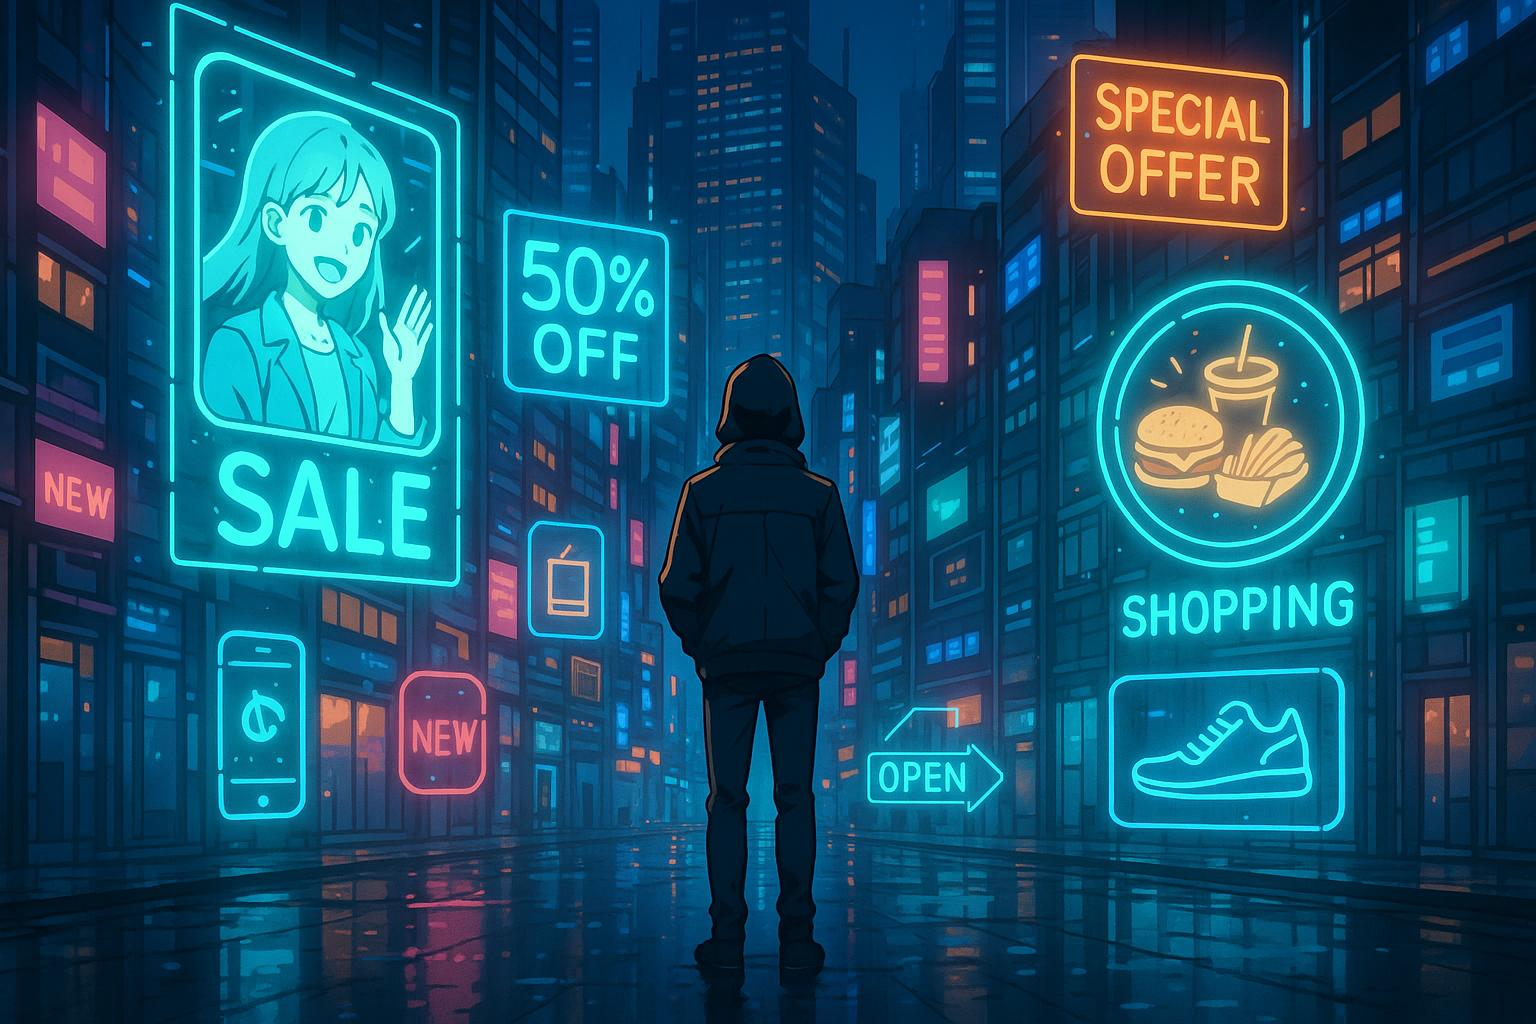 SALE
50%
OFF
SPECIAL
OFFER
NEW
NEW
OPEN
SHOPPING